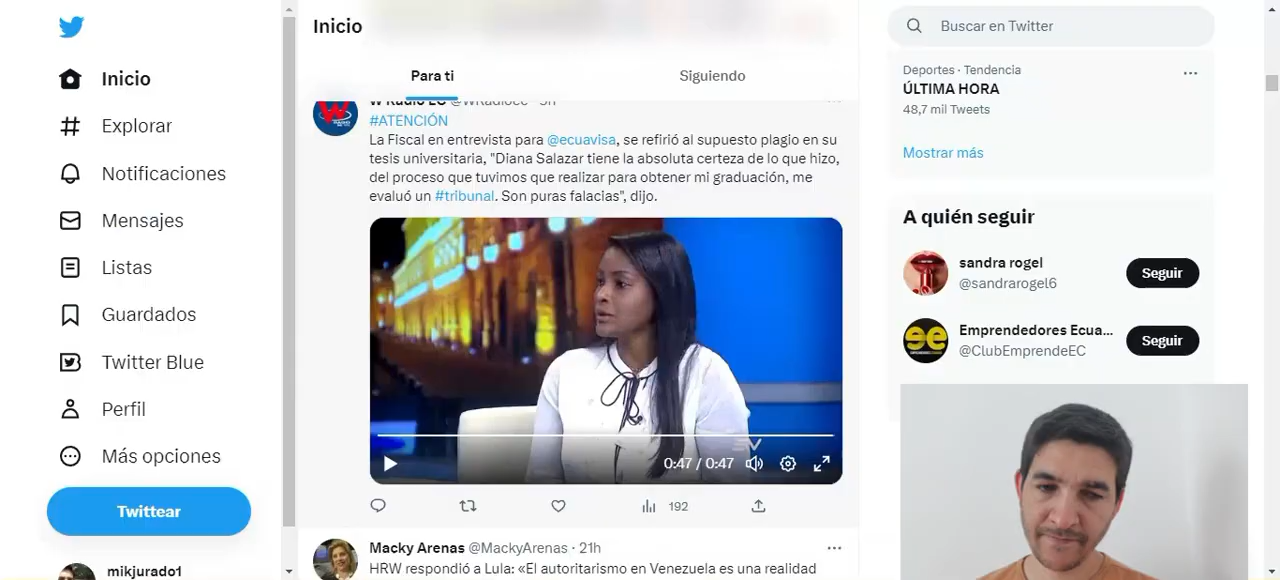 Inicio
Explorar
Notificaciones
Mensajes
Listas
Guardados
Twitter Blue
Perfil
Más opciones
Twittear
mikjurado1
Inicio
Para ti
Siguiendo
W Radio EC @WRadioec · 5h
#ATENCIÓN
La Fiscal en entrevista para @ecuavisa, se refirió al supuesto plagio en su
tesis universitaria, "Diana Salazar tiene la absoluta certeza de lo que hizo,
del proceso que tuvimos que realizar para obtener mi graduación, me
evaluó un #tribunal. Son puras falacias", dijo.
0:47 / 0:47
192
Macky Arenas @MackyArenas · 21h
HRW respondió a Lula: «El autoritarismo en Venezuela es una realidad
Buscar en Twitter
Deportes · Tendencia
ÚLTIMA HORA
48,7 mil Tweets
Mostrar más
A quién seguir
sandra rogel
@sandrarogel6
Seguir
Emprendedores Ecua...
@ClubEmprendeEC
Seguir